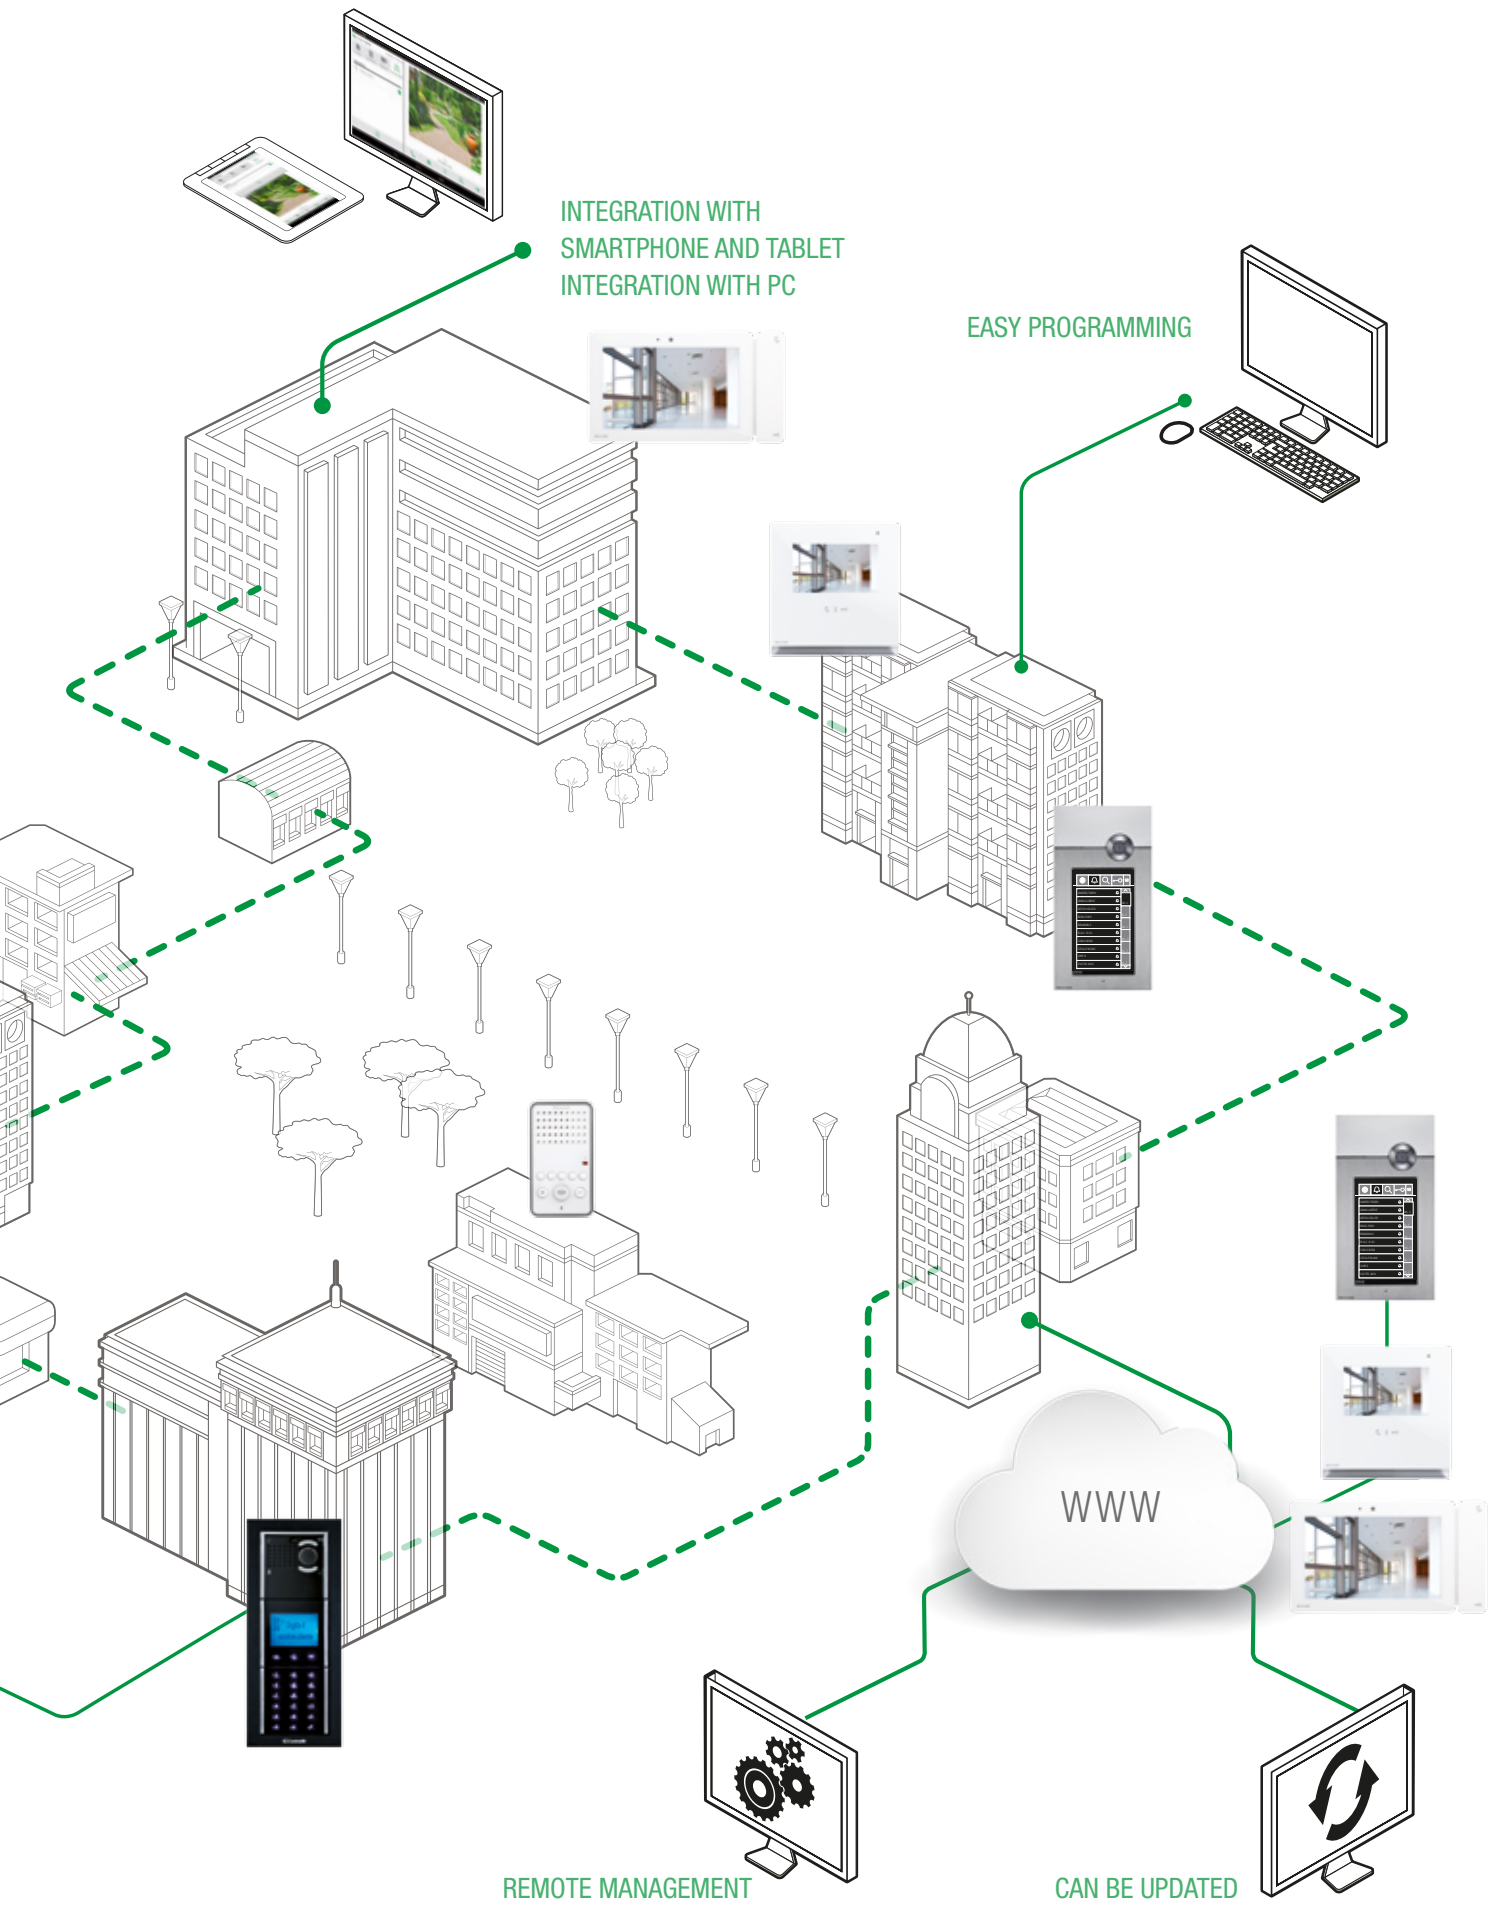 INTEGRATION WITH
SMARTPHONE AND TABLET
INTEGRATION WITH PC
EASY PROGRAMMING
WWW
REMOTE MANAGEMENT
CAN BE UPDATED